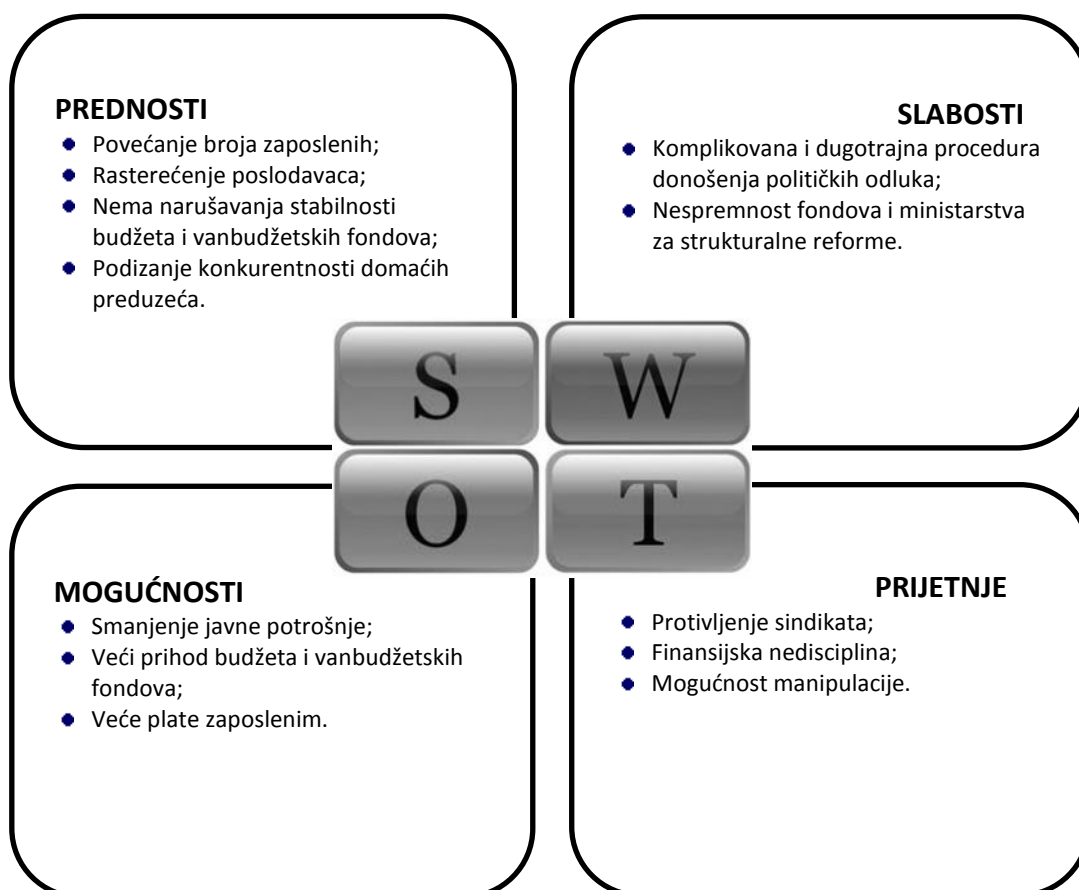 PREDNOSTI
Povećanje broja zaposlenih;
Rasterećenje poslodavaca;
Nema narušavanja stabilnosti
budžeta i vanbudžetskih fondova;
Podizanje konkurentnosti domaćih
preduzeća.
SLABOSTI
Komplikovana i dugotrajna procedura
donošenja političkih odluka;
Nespremnost fondova i ministarstva
za strukturalne reforme.
S
W
O
T
MOGUĆNOSTI
Smanjenje javne potrošnje;
Veći prihod budžeta i vanbudžetskih
fondova;
Veće plate zaposlenim.
PRIJETNJE
Protivljenje sindikata;
Finansijska nedisciplina;
Mogućnost manipulacije.